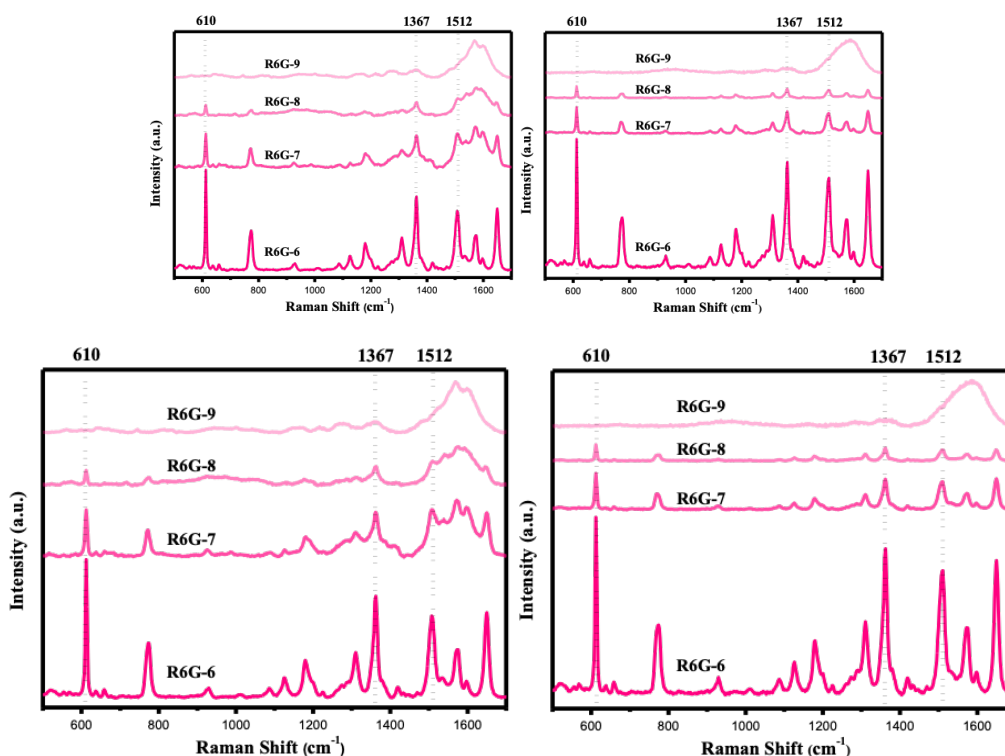 610 1367 1512
R6G-9
R6G-8
R6G-7
R6G-6
Intensity (a.u.)
600 800 1000 1200 1400 1600
Raman Shift (cm⁻¹)
610 1367 1512
R6G-9
R6G-8
R6G-7
R6G-6
Intensity (a.u.)
600 800 1000 1200 1400 1600
Raman Shift (cm⁻¹)
610 1367 1512
R6G-9
R6G-8
R6G-7
R6G-6
Intensity (a.u.)
600 800 1000 1200 1400 1600
Raman Shift (cm⁻¹)
610 1367 1512
R6G-9
R6G-8
R6G-7
R6G-6
Intensity (a.u.)
600 800 1000 1200 1400 1600
Raman Shift (cm⁻¹)